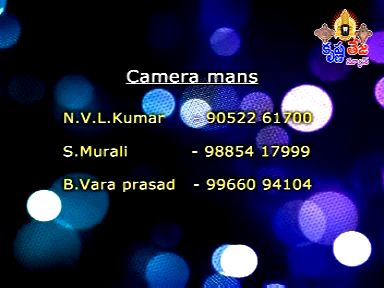 కృష్ణ
తేజ
న్యూస్
Camera mans
N.V.L.Kumar - 90522 61700
S.Murali - 98854 17999
B.Vara prasad - 99660 94104